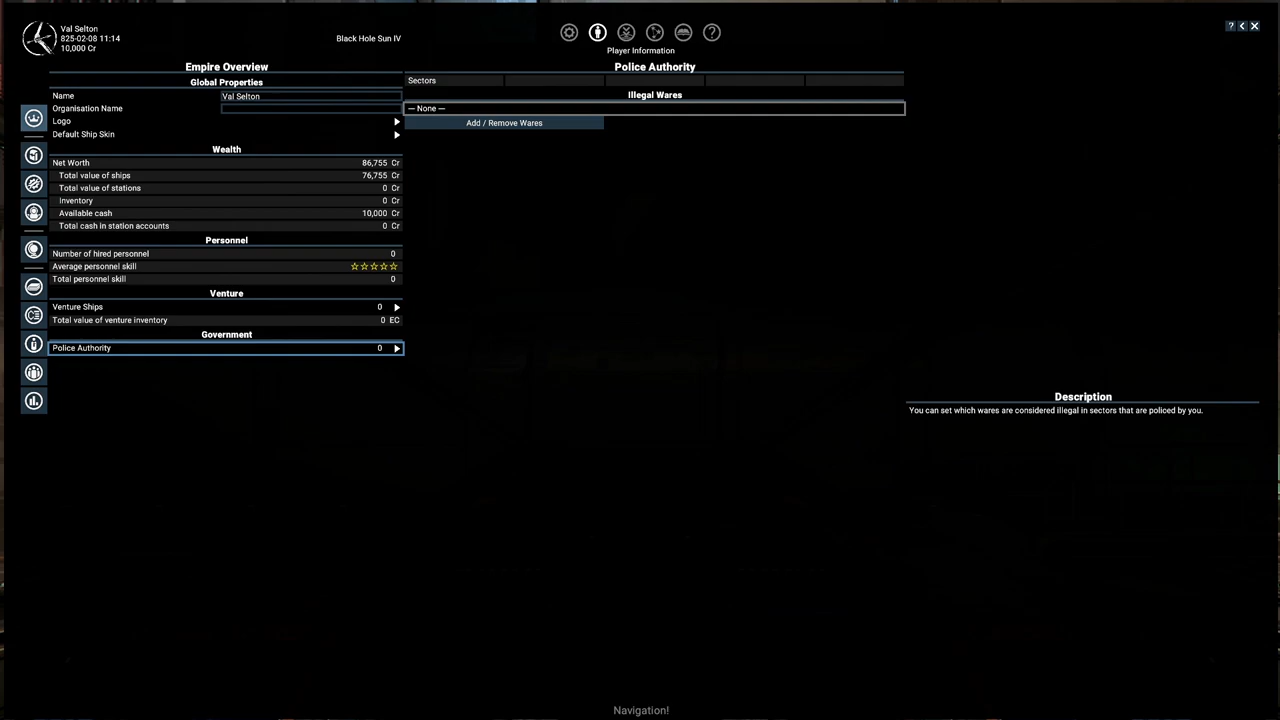 Val Selton
825-02-08 11:14
10,000 Cr
Black Hole Sun IV
Player Information
Empire Overview
Global Properties
Name Val Selton
Organisation Name
Logo
Default Ship Skin
Wealth
Net Worth 86,755 Cr
Total value of ships 76,755 Cr
Total value of stations 0 Cr
Inventory 0 Cr
Available cash 10,000 Cr
Total cash in station accounts 0 Cr
Personnel
Number of hired personnel 0
Average personnel skill ☆☆☆☆☆
Total personnel skill 0
Venture
Venture Ships 0
Total value of venture inventory 0 EC
Government
Police Authority 0
Police Authority
Sectors
Illegal Wares
— None —
Add / Remove Wares
Description
You can set which wares are considered illegal in sectors that are policed by you.
Navigation!